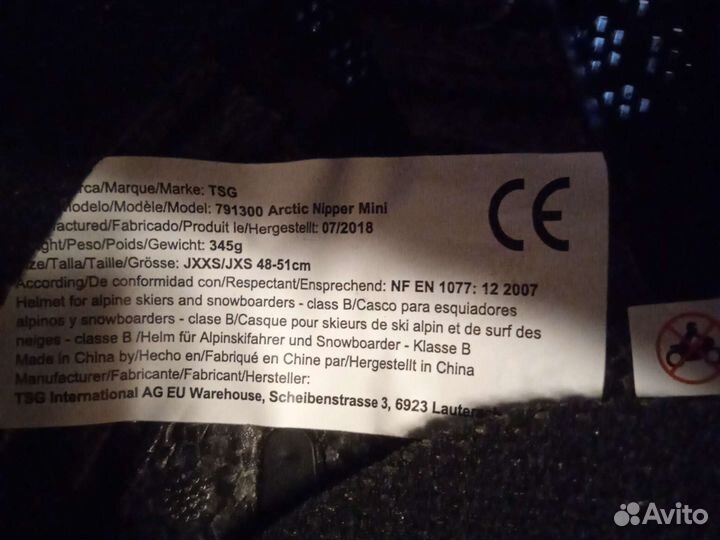 rca/Marque/Marke: TSG
modelo/Modèle/Model: 791300 Arctic Nipper Mini
factured/Fabricado/Produit le/Hergestellt: 07/2018
ght/Peso/Poids/Gewicht: 345g
ze/Talla/Taille/Grösse: JXXS/JXS 48-51cm
According/De conformidad con/Respectant/Ensprechend: NF EN 1077: 12 2007
Helmet for alpine skiers and snowboarders - class B/Casco para esquiadores
alpinos y snowboarders - clase B/Casque pour skieurs de ski alpin et de surf des
neiges - classe B /Helm für Alpinskifahrer und Snowboarder - Klasse B
Made in China by/Hecho en/Fabriqué en Chine par/Hergestellt in China
Manufacturer/Fabricante/Fabricant/Hersteller:
TSG International AG EU Warehouse, Scheibenstrasse 3, 6923 Lautera
CE
Avito